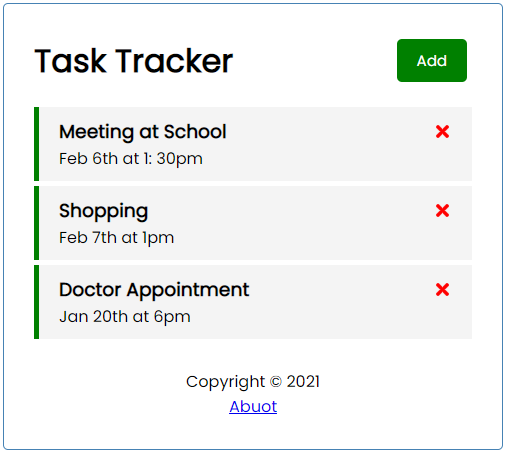 Task Tracker
Add
Meeting at School
Feb 6th at 1: 30pm
Shopping
Feb 7th at 1pm
Doctor Appointment
Jan 20th at 6pm
Copyright © 2021
Abuot